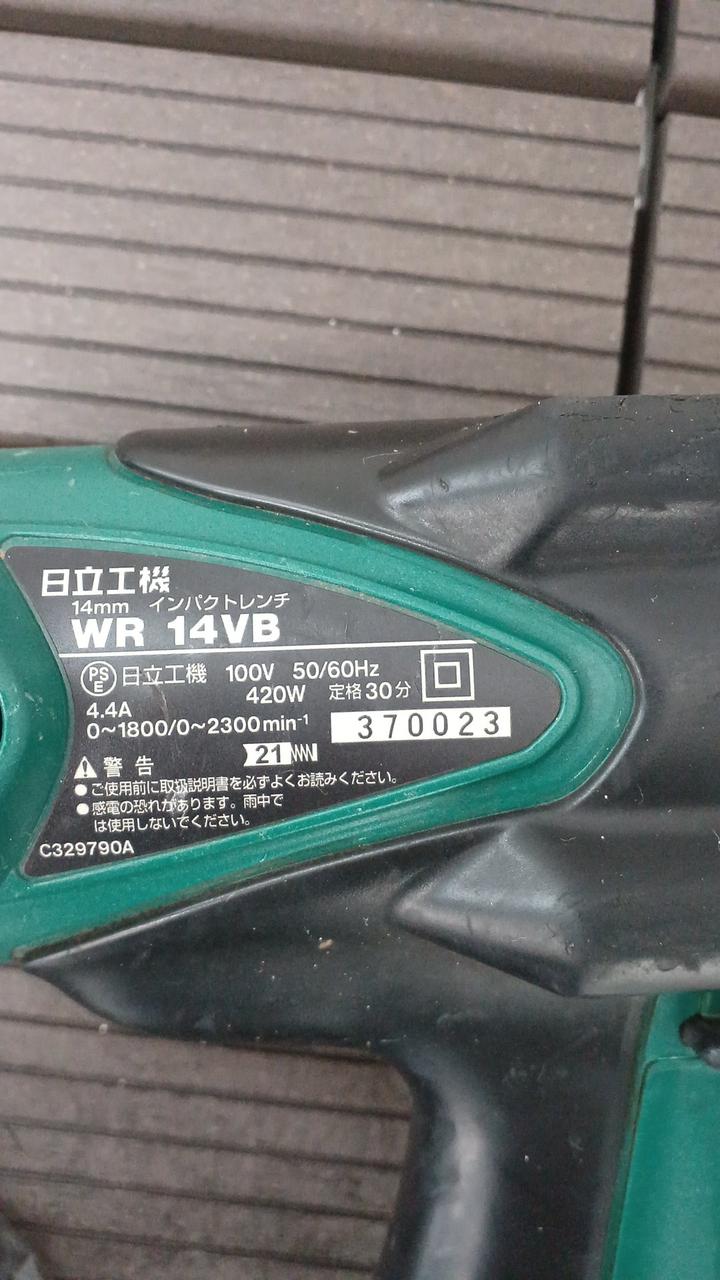 日立工機
14mm インパクトレンチ
WR 14VB
PS E 日立工機 100V 50/60Hz
4.4A 420W 定格30分
0～1800/0～2300min⁻¹ 370023
21
警告
●ご使用前に取扱説明書を必ずよくお読みください。
●感電の恐れがあります。雨中で
は使用しないでください。
C329790A